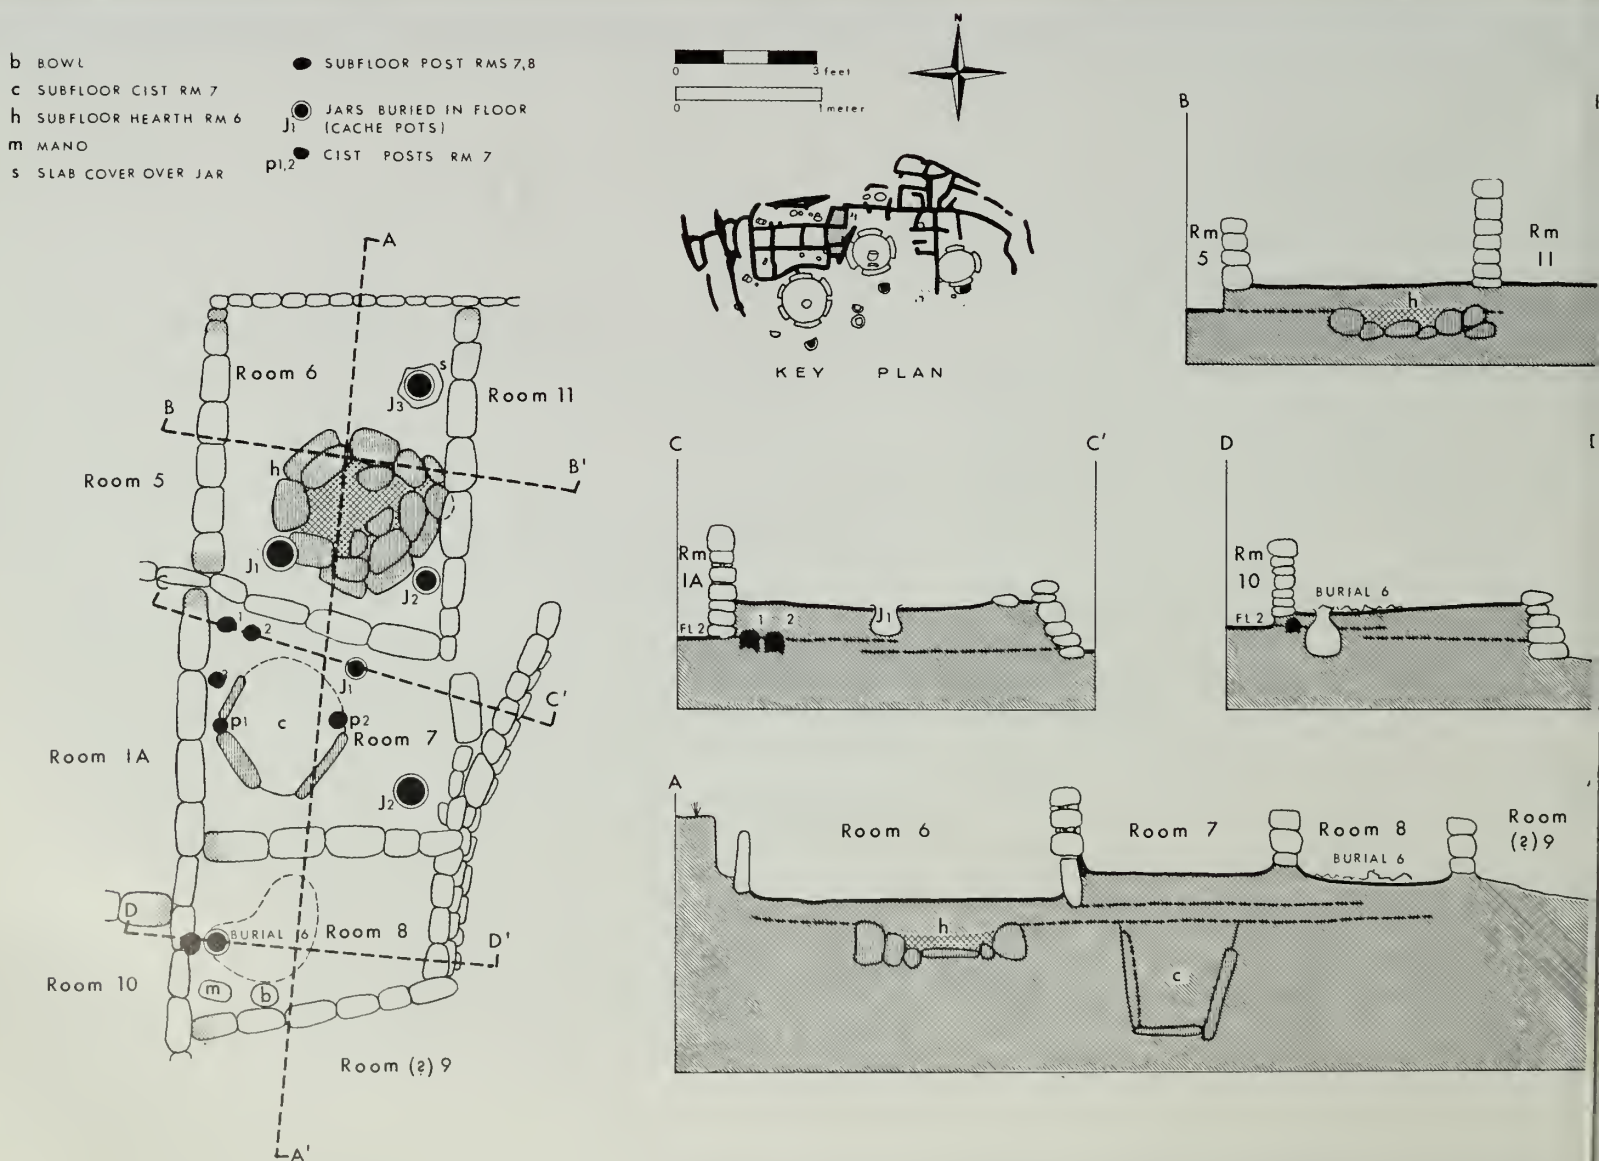 b BOWL
c SUBFLOOR CIST RM 7
h SUBFLOOR HEARTH RM 6
m MANO
s SLAB COVER OVER JAR
SUBFLOOR POST RMS 7,8
J1 JARS BURIED IN FLOOR
(CACHE POTS)
p1,2 CIST POSTS RM 7
0 3 feet
0 1 meter
N
KEY PLAN
A
Room 6
s
J3
Room 11
B
B'
h
Room 5
J1
J2
C
1
2
3
J1
C'
p1
c
p2
Room 7
Room 1A
J2
D
BURIAL 6
Room 8
D'
Room 10
m
b
Room (?) 9
A'
B
Rm
5
h
Rm
11
C
C'
Rm
1A
FL 2
1
2
J1
D
Rm
10
FL 2
BURIAL 6
A
Room 6
Room 7
Room 8
BURIAL 6
Room
(?) 9
h
c